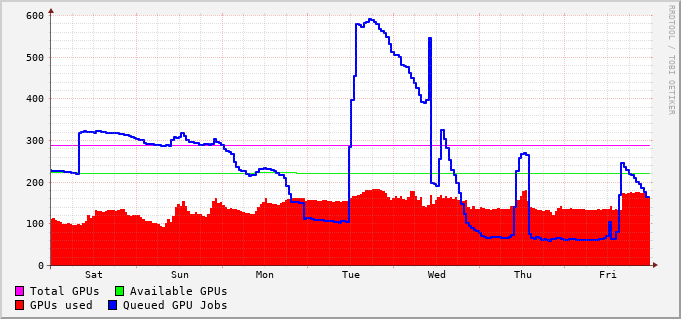 600
500
400
300
200
100
0
Sat Sun Mon Tue Wed Thu Fri
Total GPUs Available GPUs
GPUs used Queued GPU Jobs
RRDTOOL / TOBI OETIKER